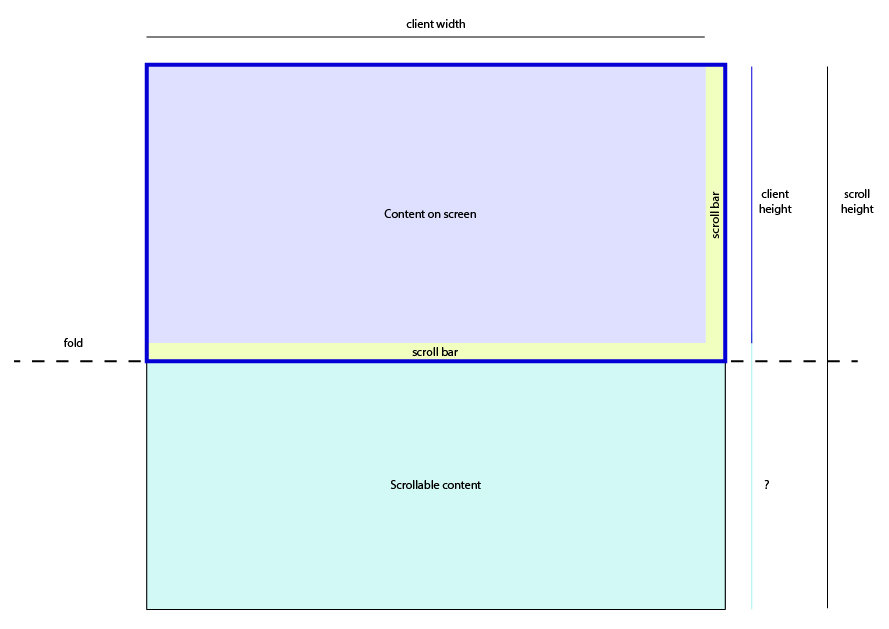 client width
Content on screen
scroll bar
client
height
scroll
height
fold
scroll bar
Scrollable content
?